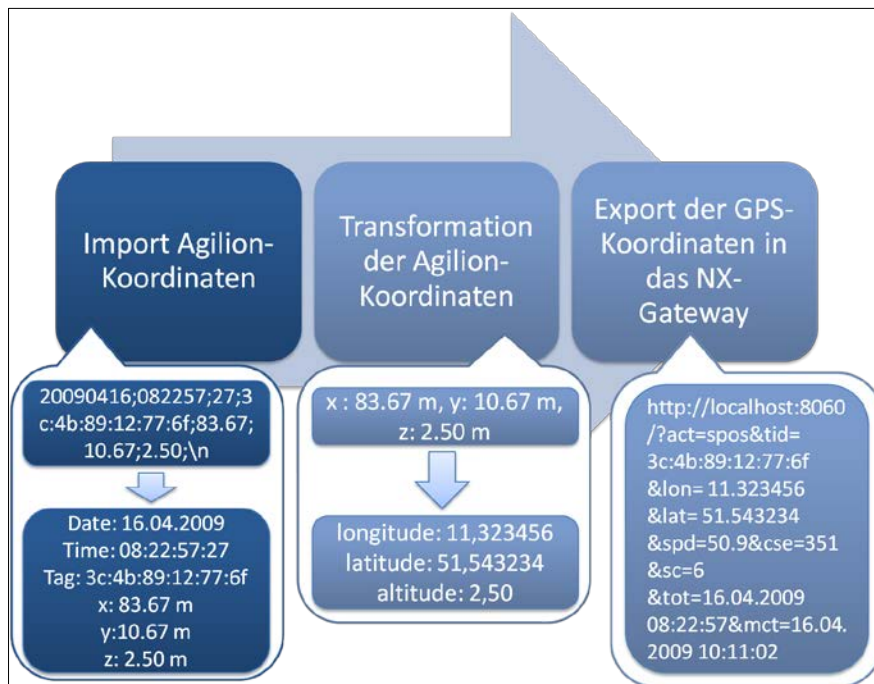 Import Agilion-
Koordinaten
Transformation
der Agilion-
Koordinaten
Export der GPS-
Koordinaten in
das NX-
Gateway
20090416;082257;27;3
c:4b:89:12:77:6f;83.67;
10.67;2.50;\n
Date: 16.04.2009
Time: 08:22:57:27
Tag: 3c:4b:89:12:77:6f
x: 83.67 m
y:10.67 m
z: 2.50 m
x : 83.67 m, y: 10.67 m,
z: 2.50 m
longitude: 11,323456
latitude: 51,543234
altitude: 2,50
http://localhost:8060
/?act=spos&tid=
3c:4b:89:12:77:6f
&lon= 11.323456
&lat= 51.543234
&spd=50.9&cse=351
&sc=6
&tot=16.04.2009
08:22:57&mct=16.04.
2009 10:11:02